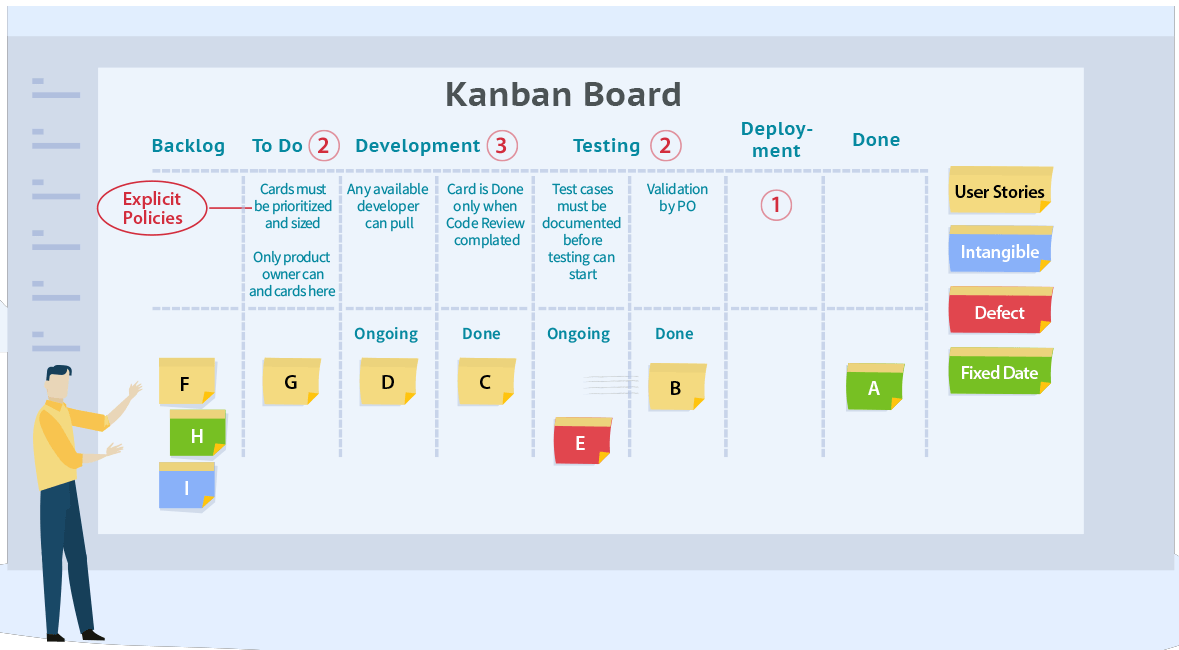 Kanban Board
Backlog
To Do 2
Development 3
Testing 2
Deploy-
ment
Done
Explicit
Policies
Cards must
be prioritized
and sized
Only product
owner can
and cards here
Any available
developer
can pull
Card is Done
only when
Code Review
complated
Test cases
must be
documented
before
testing can
start
Validation
by PO
1
User Stories
Intangible
Defect
Fixed Date
Ongoing
Done
Ongoing
Done
F
G
D
C
B
A
H
E
I